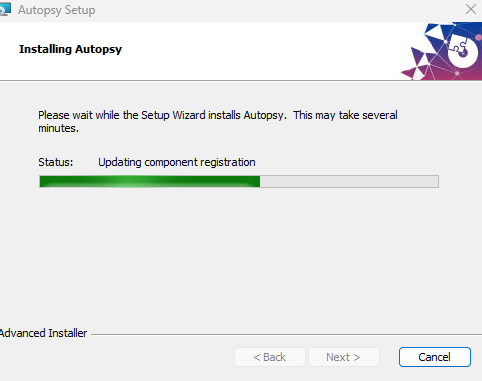 Autopsy Setup
Installing Autopsy
Please wait while the Setup Wizard installs Autopsy. This may take several
minutes.
Status: Updating component registration
Advanced Installer
< Back Next > Cancel